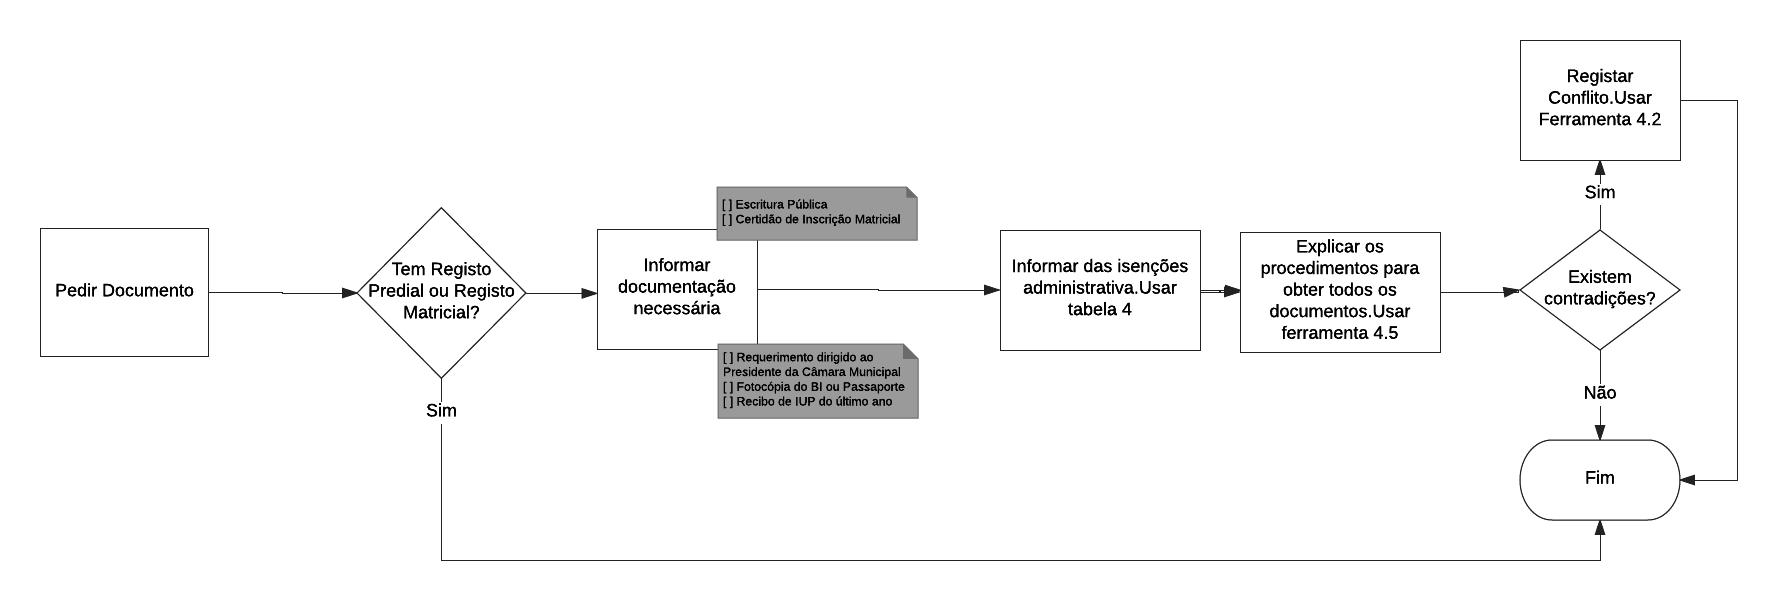 Pedir Documento
Tem Registo
Predial ou Registo
Matricial?
Sim
[ ] Escritura Pública
[ ] Certidão de Inscrição Matricial
Informar
documentação
necessária
[ ] Requerimento dirigido ao
Presidente da Câmara Municipal
[ ] Fotocópia do BI ou Passaporte
[ ] Recibo de IUP do último ano
Informar das isenções
administrativa.Usar
tabela 4
Explicar os
procedimentos para
obter todos os
documentos.Usar
ferramenta 4.5
Registar
Conflito.Usar
Ferramenta 4.2
Sim
Existem
contradições?
Não
Fim